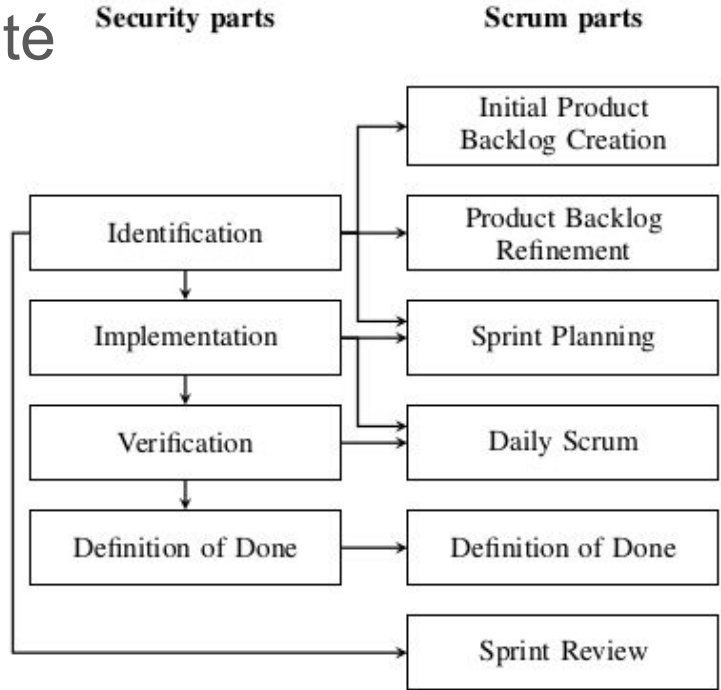 té
Security parts
Scrum parts
Initial Product
Backlog Creation
Identification
Product Backlog
Refinement
Implementation
Sprint Planning
Verification
Daily Scrum
Definition of Done
Definition of Done
Sprint Review